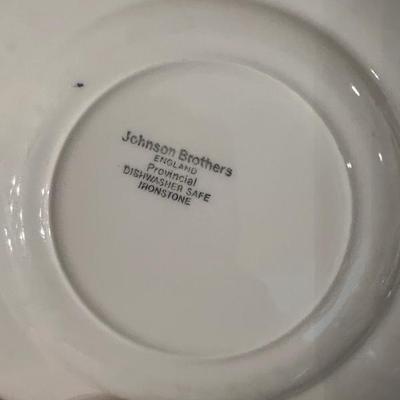 Johnson Brothers
ENGLAND
Provincial
DISHWASHER SAFE
IRONSTONE